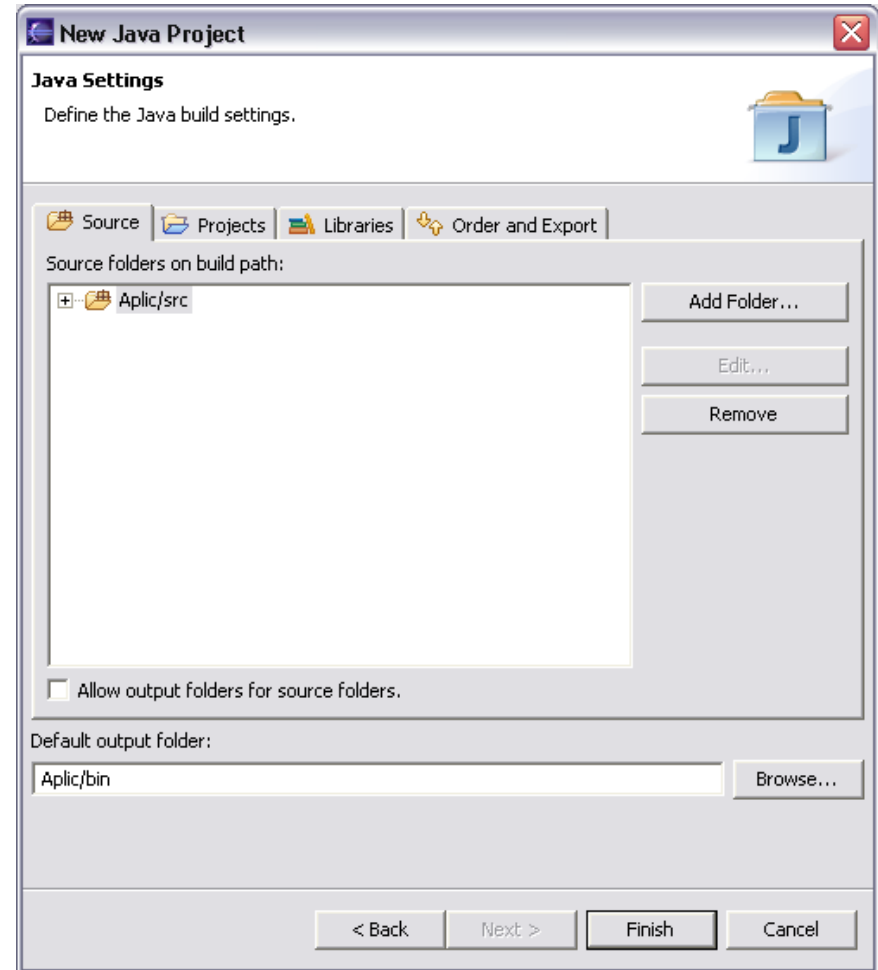 New Java Project
Java Settings
Define the Java build settings.
Source Projects Libraries Order and Export
Source folders on build path:
Aplic/src
Add Folder...
Edit...
Remove
Allow output folders for source folders.
Default output folder:
Aplic/bin
Browse...
< Back Next > Finish Cancel